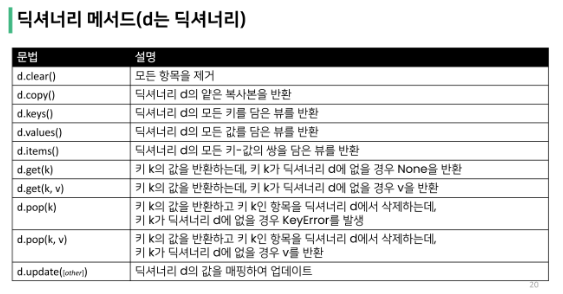 딕셔너리 메서드(d는 딕셔너리)
문법 설명
d.clear() 모든 항목을 제거
d.copy() 딕셔너리 d의 얕은 복사본을 반환
d.keys() 딕셔너리 d의 모든 키를 담은 뷰를 반환
d.values() 딕셔너리 d의 모든 값를 담은 뷰를 반환
d.items() 딕셔너리 d의 모든 키-값의 쌍을 담은 뷰를 반환
d.get(k) 키 k의 값을 반환하는데, 키 k가 딕셔너리 d에 없을 경우 None을 반환
d.get(k, v) 키 k의 값을 반환하는데, 키 k가 딕셔너리 d에 없을 경우 v을 반환
d.pop(k) 키 k의 값을 반환하고 키 k인 항목을 딕셔너리 d에서 삭제하는데,
키 k가 딕셔너리 d에 없을 경우 KeyError를 발생
d.pop(k, v) 키 k의 값을 반환하고 키 k인 항목을 딕셔너리 d에서 삭제하는데,
키 k가 딕셔너리 d에 없을 경우 v를 반환
d.update([other]) 딕셔너리 d의 값을 매핑하여 업데이트
20